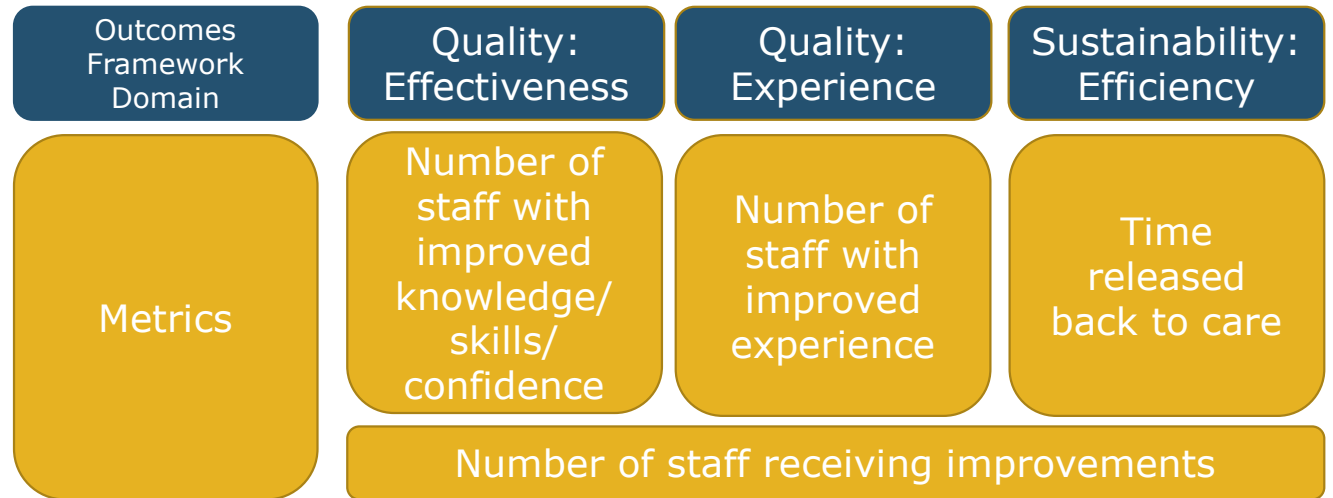 Outcomes
Framework
Domain
Quality:
Effectiveness
Quality:
Experience
Sustainability:
Efficiency
Metrics
Number of
staff with
improved
knowledge/
skills/
confidence
Number of
staff with
improved
experience
Time
released
back to care
Number of staff receiving improvements